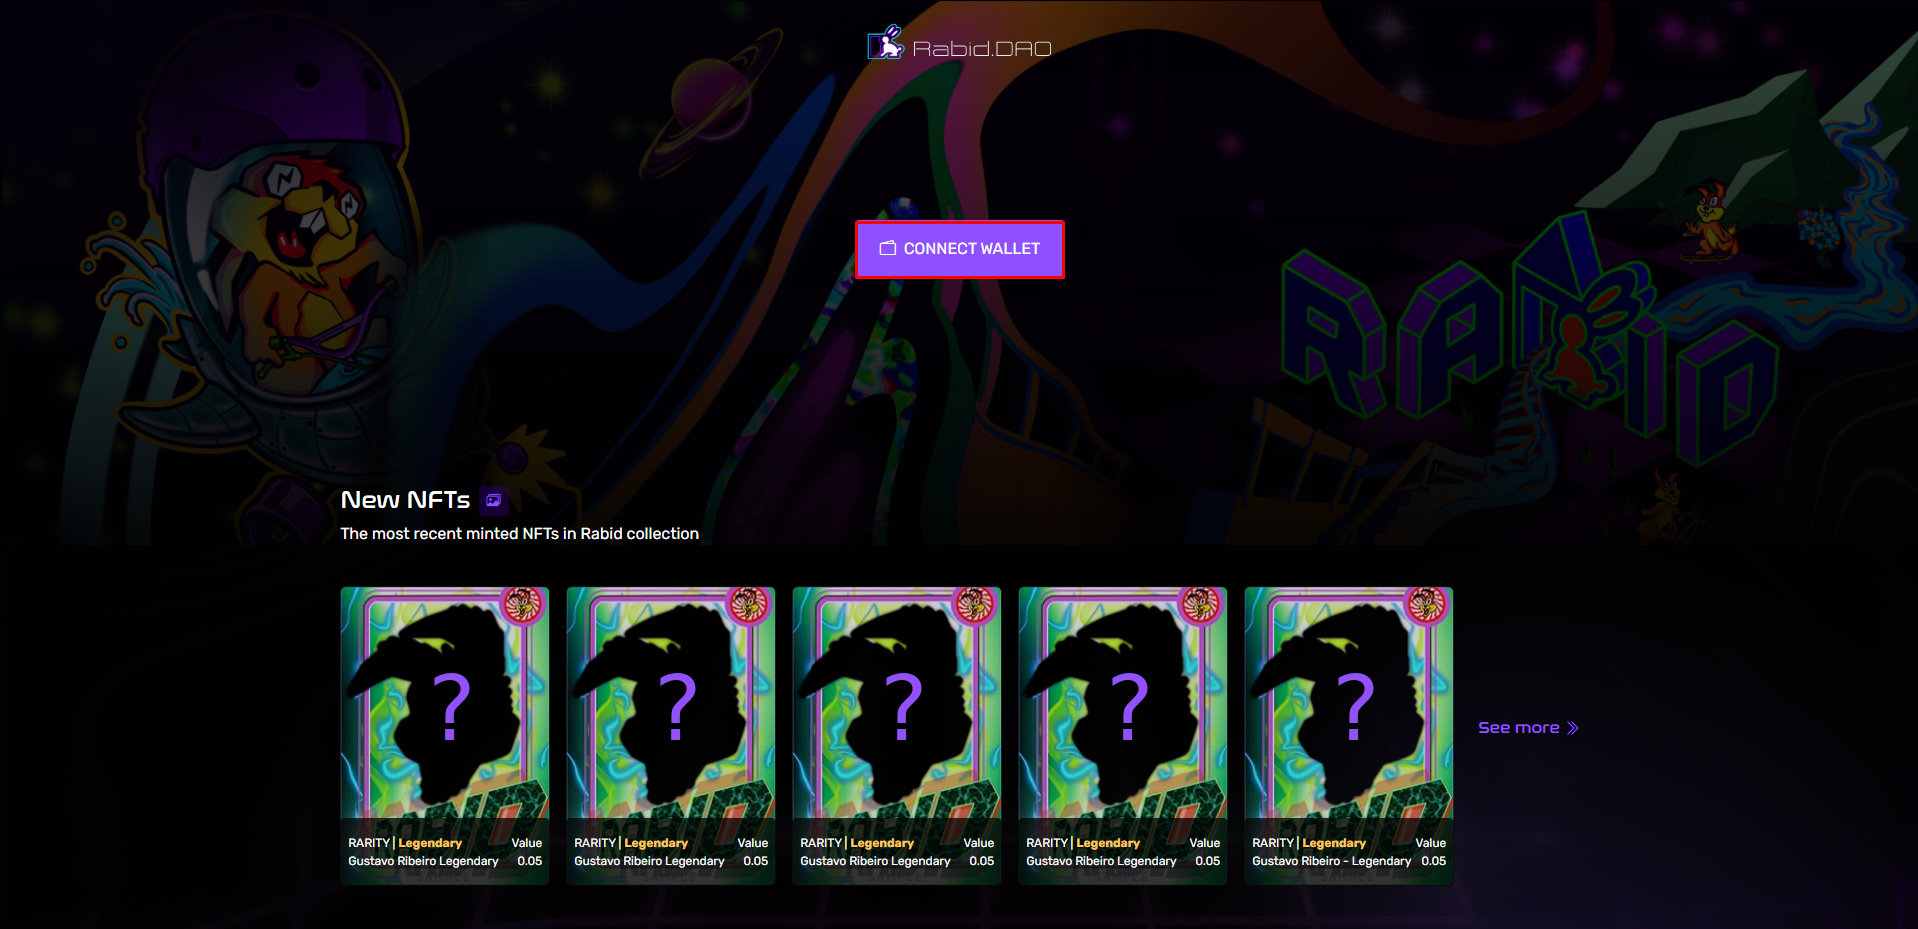 Rabid.DAO
CONNECT WALLET
RABID
New NFTs
The most recent minted NFTs in Rabid collection
?
?
?
?
?
See more
RARITY | Legendary Value
Gustavo Ribeiro Legendary 0.05
RARITY | Legendary Value
Gustavo Ribeiro Legendary 0.05
RARITY | Legendary Value
Gustavo Ribeiro Legendary 0.05
RARITY | Legendary Value
Gustavo Ribeiro Legendary 0.05
RARITY | Legendary Value
Gustavo Ribeiro - Legendary 0.05